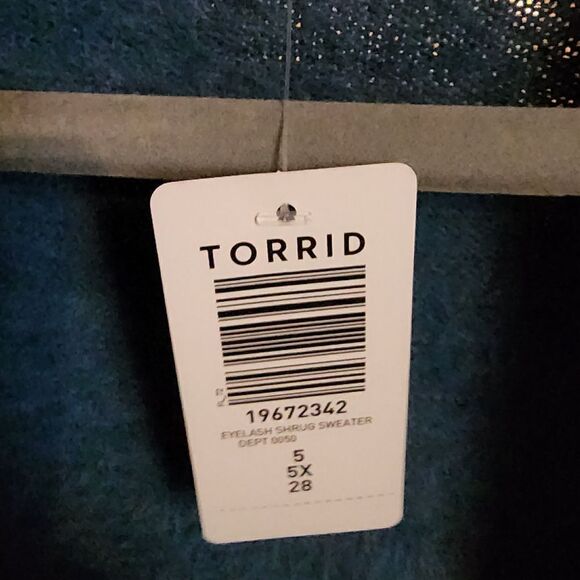 TORRID
19672342
EYELASH SHRUG SWEATER
DEPT 0050
5
5X
28